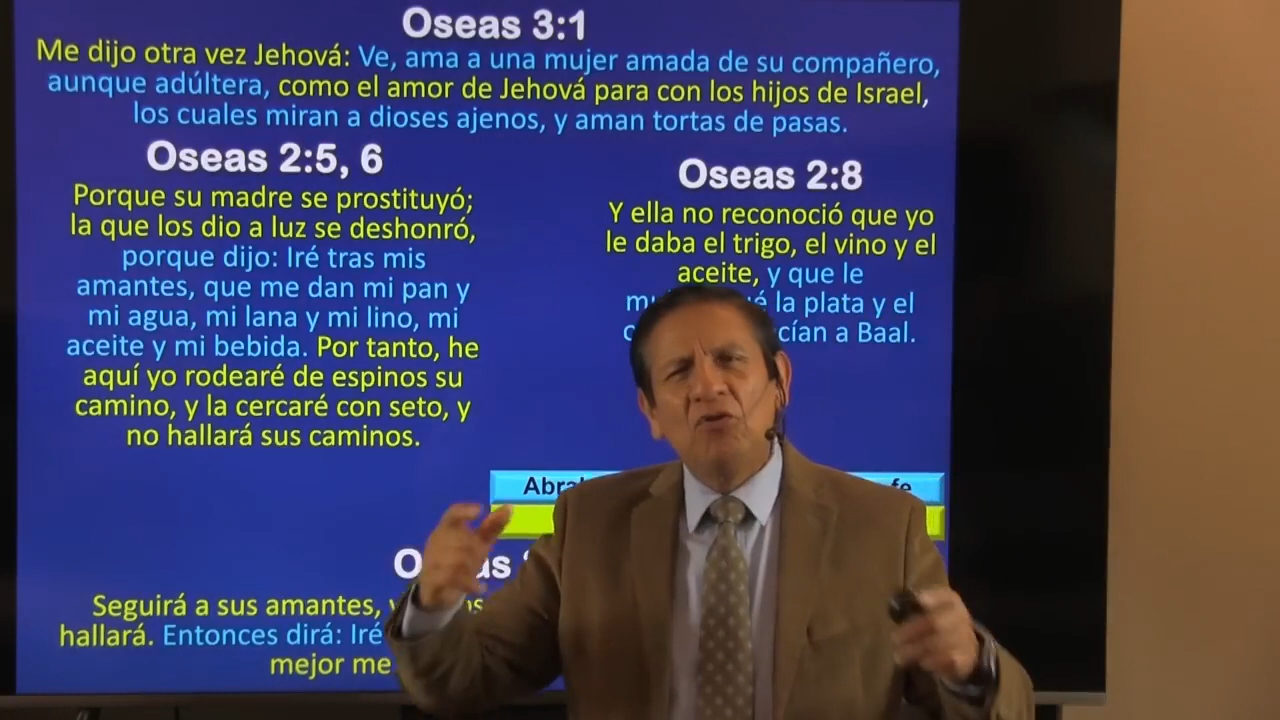 Oseas 3:1
Me dijo otra vez Jehová: Ve, ama a una mujer amada de su compañero,
aunque adúltera, como el amor de Jehová para con los hijos de Israel,
los cuales miran a dioses ajenos, y aman tortas de pasas.
Oseas 2:5, 6
Porque su madre se prostituyó;
la que los dio a luz se deshonró,
porque dijo: Iré tras mis
amantes, que me dan mi pan y
mi agua, mi lana y mi lino, mi
aceite y mi bebida. Por tanto, he
aquí yo rodearé de espinos su
camino, y la cercaré con seto, y
no hallará sus caminos.
Oseas 2:8
Y ella no reconoció que yo
le daba el trigo, el vino y el
aceite, y que le
la plata y el
a Baal.
fe
Seguirá a sus amantes,
hallará. Entonces dirá: Iré
mejor me